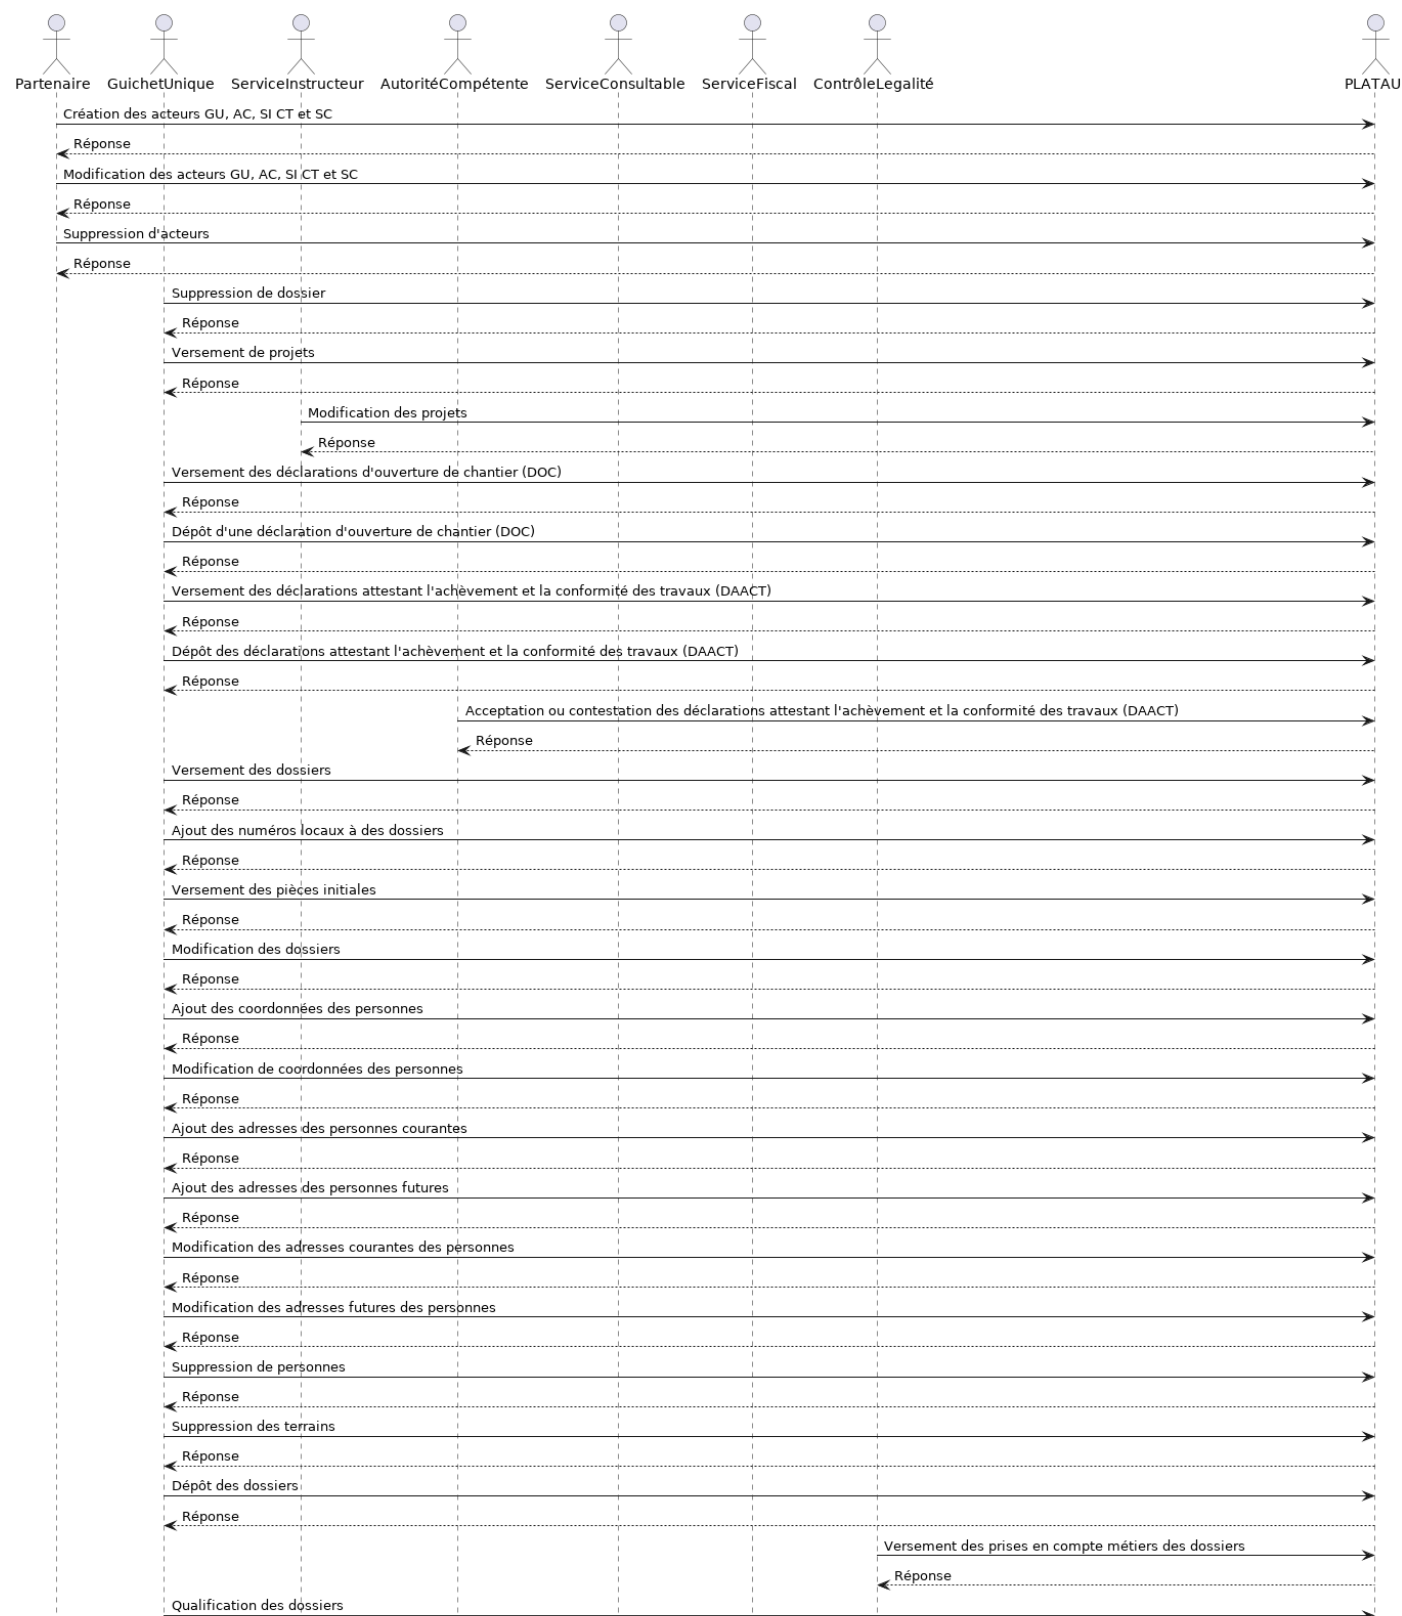 Partenaire GuichetUnique ServiceInstructeur AutoritéCompétente ServiceConsultable ServiceFiscal ContrôleLegalité PLATAU
Création des acteurs GU, AC, SI CT et SC
Réponse
Modification des acteurs GU, AC, SI CT et SC
Réponse
Suppression d'acteurs
Réponse
Suppression de dossier
Réponse
Versement de projets
Réponse
Modification des projets
Réponse
Versement des déclarations d'ouverture de chantier (DOC)
Réponse
Dépôt d'une déclaration d'ouverture de chantier (DOC)
Réponse
Versement des déclarations attestant l'achèvement et la conformité des travaux (DAACT)
Réponse
Dépôt des déclarations attestant l'achèvement et la conformité des travaux (DAACT)
Réponse
Acceptation ou contestation des déclarations attestant l'achèvement et la conformité des travaux (DAACT)
Réponse
Versement des dossiers
Réponse
Ajout des numéros locaux à des dossiers
Réponse
Versement des pièces initiales
Réponse
Modification des dossiers
Réponse
Ajout des coordonnées des personnes
Réponse
Modification de coordonnées des personnes
Réponse
Ajout des adresses des personnes courantes
Réponse
Ajout des adresses des personnes futures
Réponse
Modification des adresses courantes des personnes
Réponse
Modification des adresses futures des personnes
Réponse
Suppression de personnes
Réponse
Suppression des terrains
Réponse
Dépôt des dossiers
Réponse
Versement des prises en compte métiers des dossiers
Réponse
Qualification des dossiers